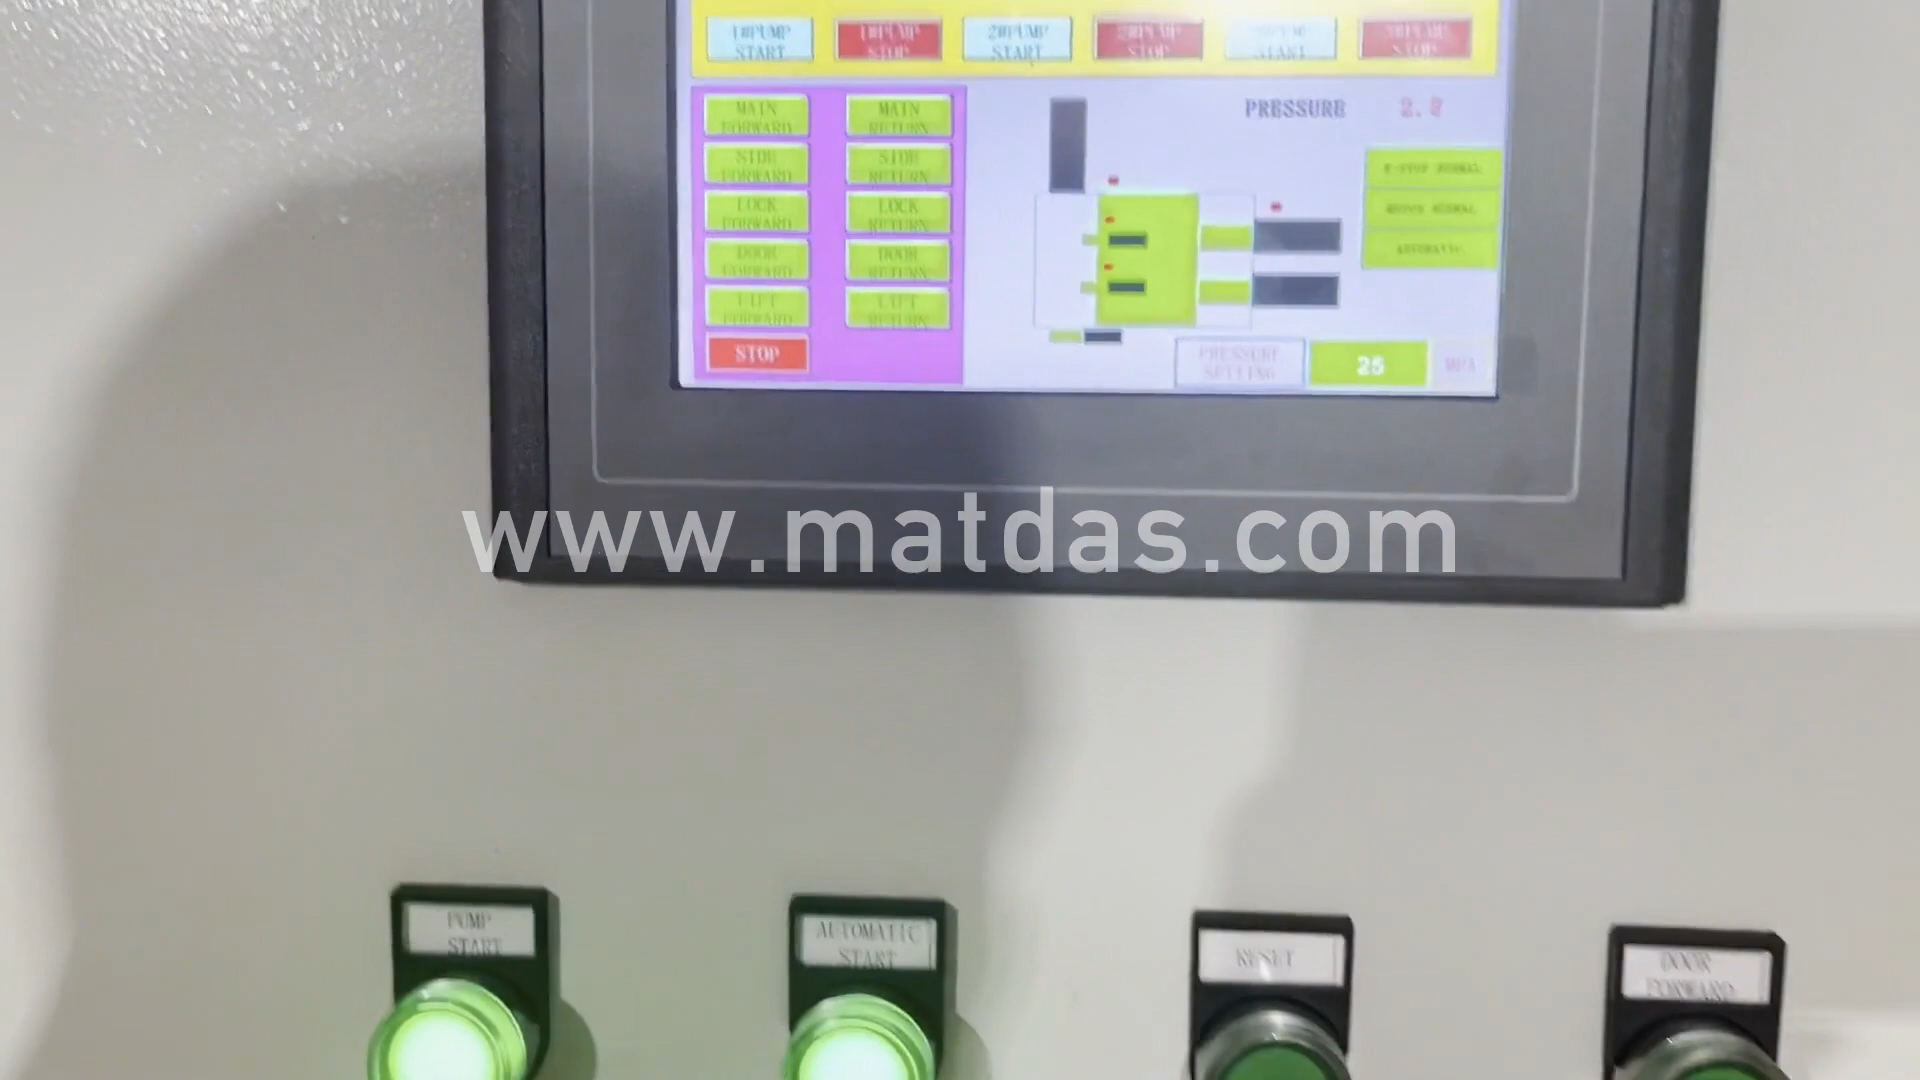 1#PUMP START
1#PUMP STOP
2#PUMP START
2#PUMP STOP
START
3#PUMP STOP
MAIN FORWARD
MAIN RETURN
PRESSURE
SIDE FORWARD
SIDE RETURN
LOCK FORWARD
LOCK RETURN
DOOR FORWARD
DOOR RETURN
LIFT FORWARD
LIFT RETURN
E-STOP NORMAL
NORMAL
AUTOMATIC
STOP
PRESSURE SETTING
25
MPA
www.matdas.com
PUMP
START
AUTOMATIC
START
RESET
DOOR
FORWARD